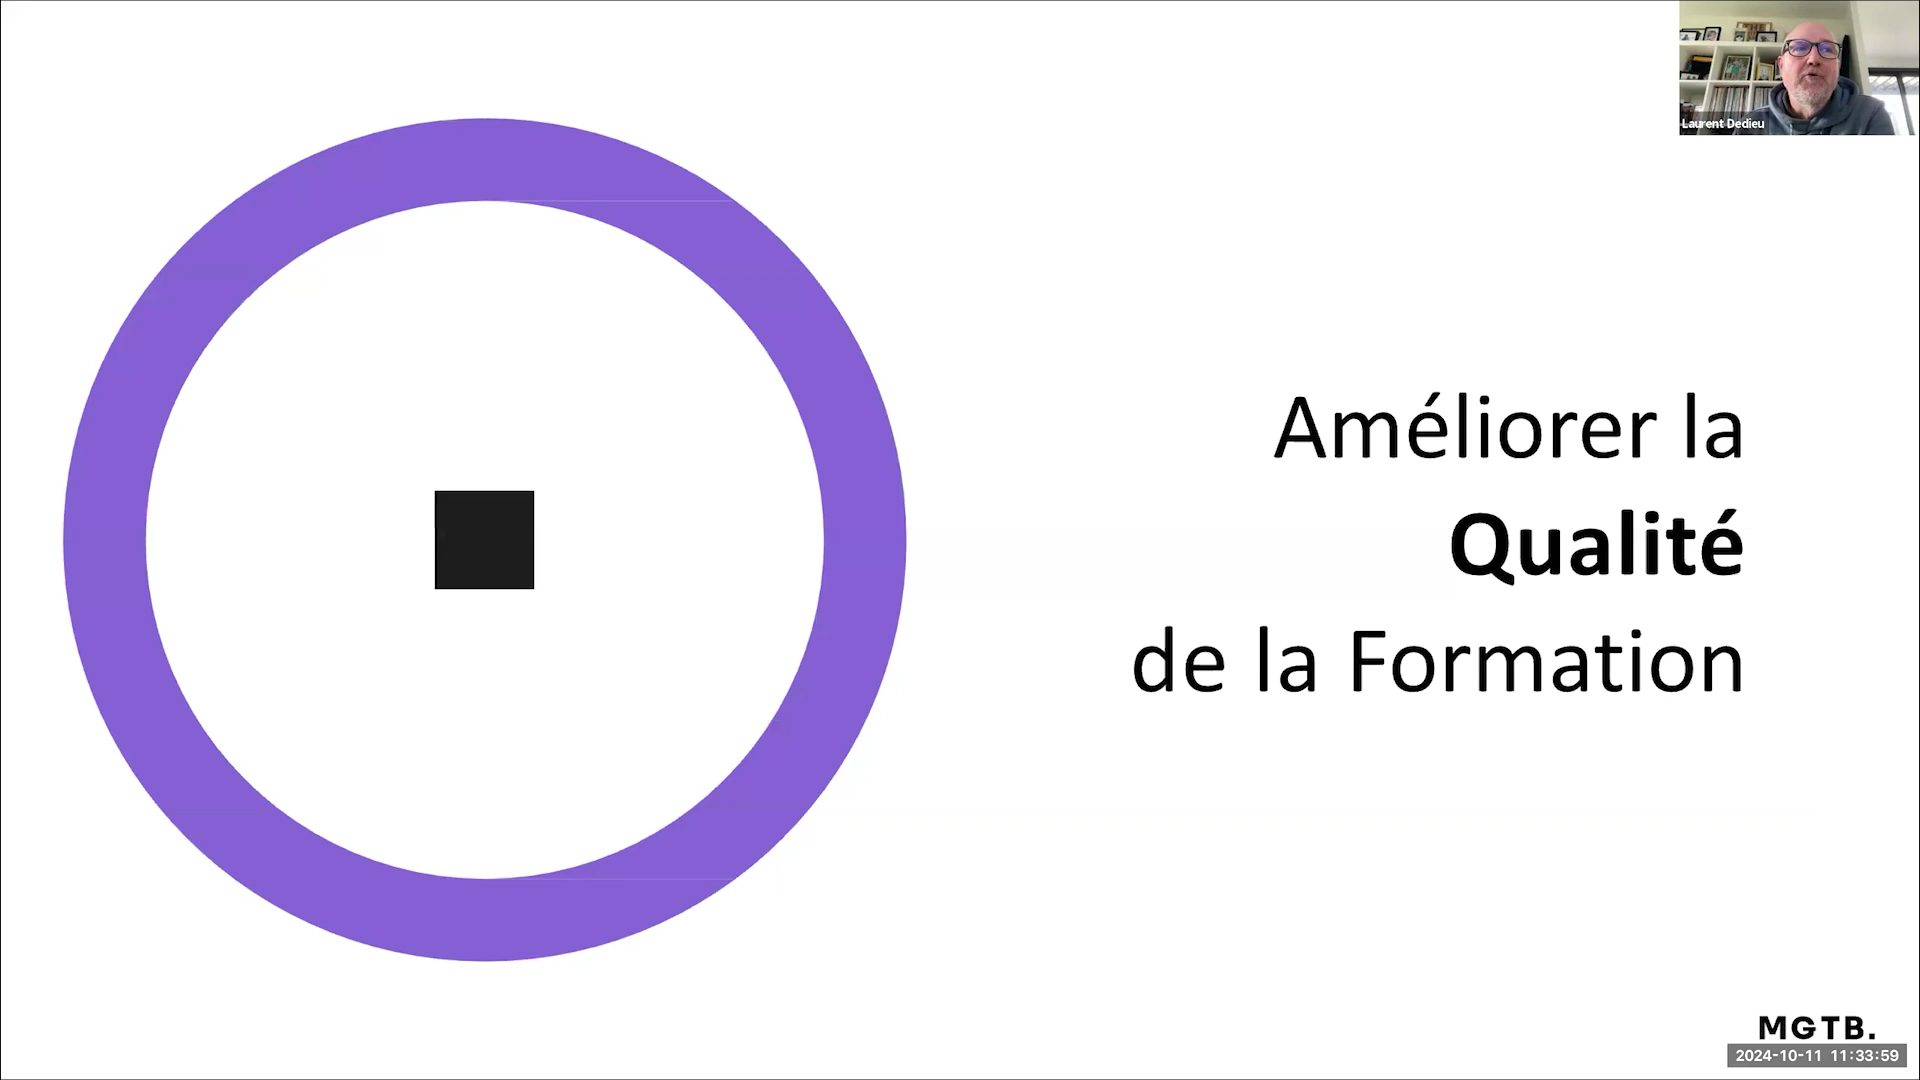 Laurent Dedieu
Améliorer la
Qualité
de la Formation
MGTB.
2024-10-11 11:33:59